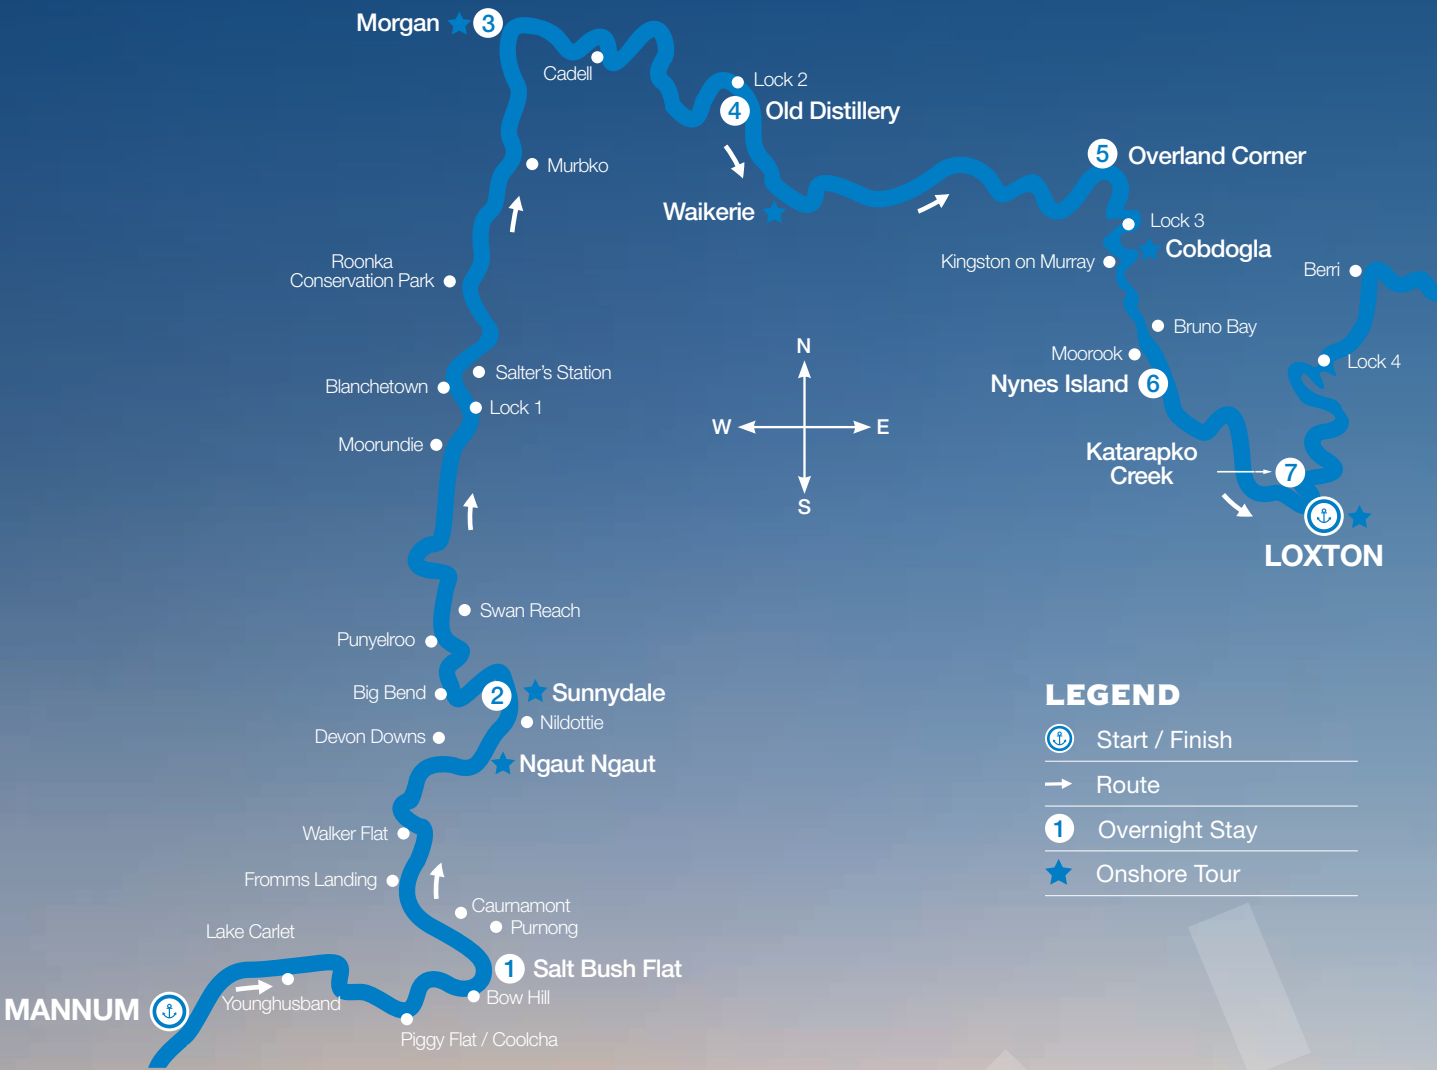 Morgan
3
Cadell
Lock 2
4
Old Distillery
Murbko
Waikerie
5
Overland Corner
Lock 3
Cobdogla
Kingston on Murray
Berri
Roonka
Conservation Park
Bruno Bay
Moorook
Nynes Island
6
Lock 4
N
W
E
S
Salter's Station
Blanchetown
Lock 1
Moorundie
Katarapko
Creek
7
LOXTON
Swan Reach
Punyelroo
Big Bend
2
Sunnydale
Nildottie
Devon Downs
Ngaut Ngaut
Walker Flat
Fromms Landing
Caurnamont
Purnong
Lake Carlet
1
Salt Bush Flat
MANNUM
Younghusband
Bow Hill
Piggy Flat / Coolcha
LEGEND
Start / Finish
Route
1
Overnight Stay
Onshore Tour